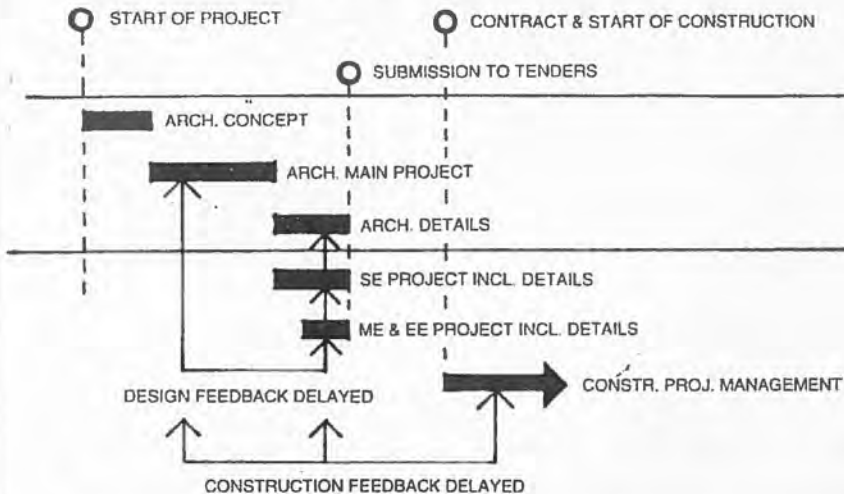 START OF PROJECT
CONTRACT & START OF CONSTRUCTION
SUBMISSION TO TENDERS
ARCH. CONCEPT
ARCH. MAIN PROJECT
ARCH. DETAILS
SE PROJECT INCL. DETAILS
ME & EE PROJECT INCL. DETAILS
CONSTR. PROJ. MANAGEMENT
DESIGN FEEDBACK DELAYED
CONSTRUCTION FEEDBACK DELAYED